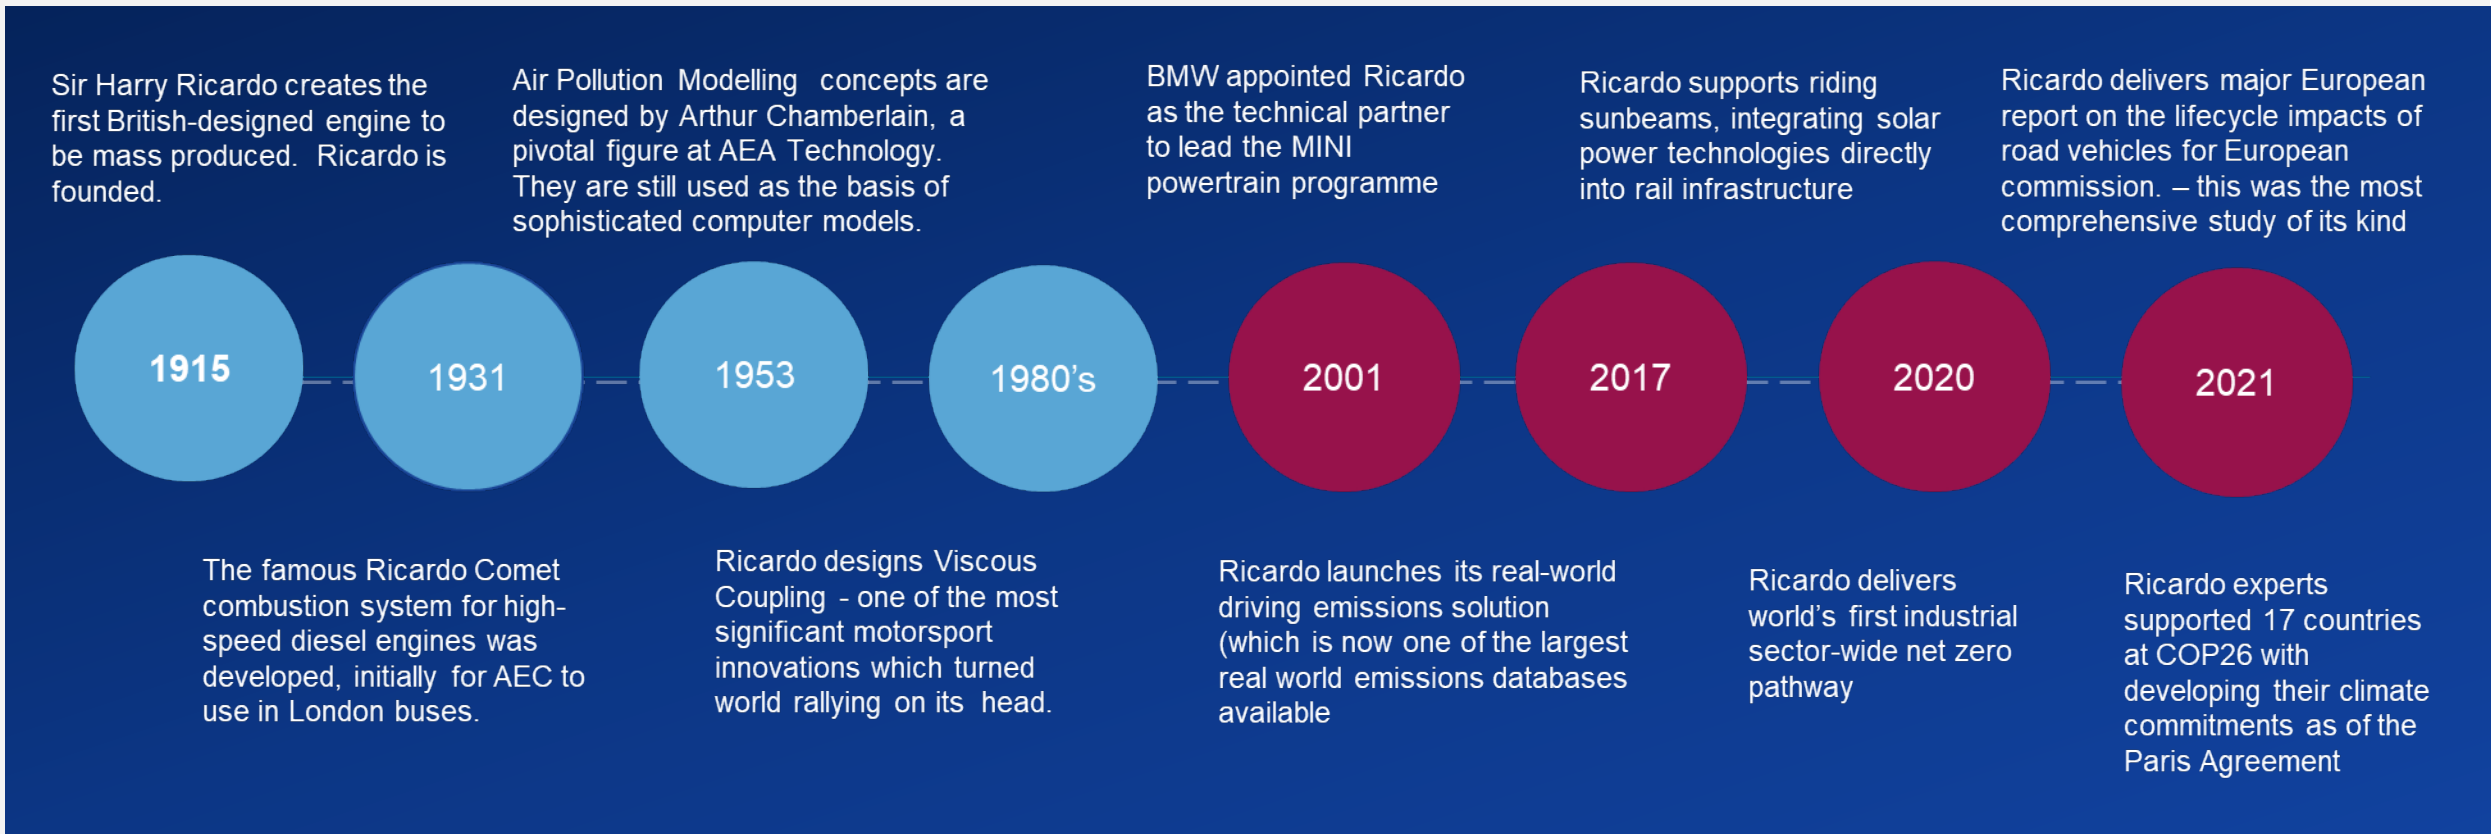 Sir Harry Ricardo creates the
first British-designed engine to
be mass produced. Ricardo is
founded.
Air Pollution Modelling concepts are
designed by Arthur Chamberlain, a
pivotal figure at AEA Technology.
They are still used as the basis of
sophisticated computer models.
BMW appointed Ricardo
as the technical partner
to lead the MINI
powertrain programme
Ricardo supports riding
sunbeams, integrating solar
power technologies directly
into rail infrastructure
Ricardo delivers major European
report on the lifecycle impacts of
road vehicles for European
commission. – this was the most
comprehensive study of its kind
1915
1931
1953
1980’s
2001
2017
2020
2021
The famous Ricardo Comet
combustion system for high-
speed diesel engines was
developed, initially for AEC to
use in London buses.
Ricardo designs Viscous
Coupling - one of the most
significant motorsport
innovations which turned
world rallying on its head.
Ricardo launches its real-world
driving emissions solution
(which is now one of the largest
real world emissions databases
available
Ricardo delivers
world’s first industrial
sector-wide net zero
pathway
Ricardo experts
supported 17 countries
at COP26 with
developing their climate
commitments as of the
Paris Agreement